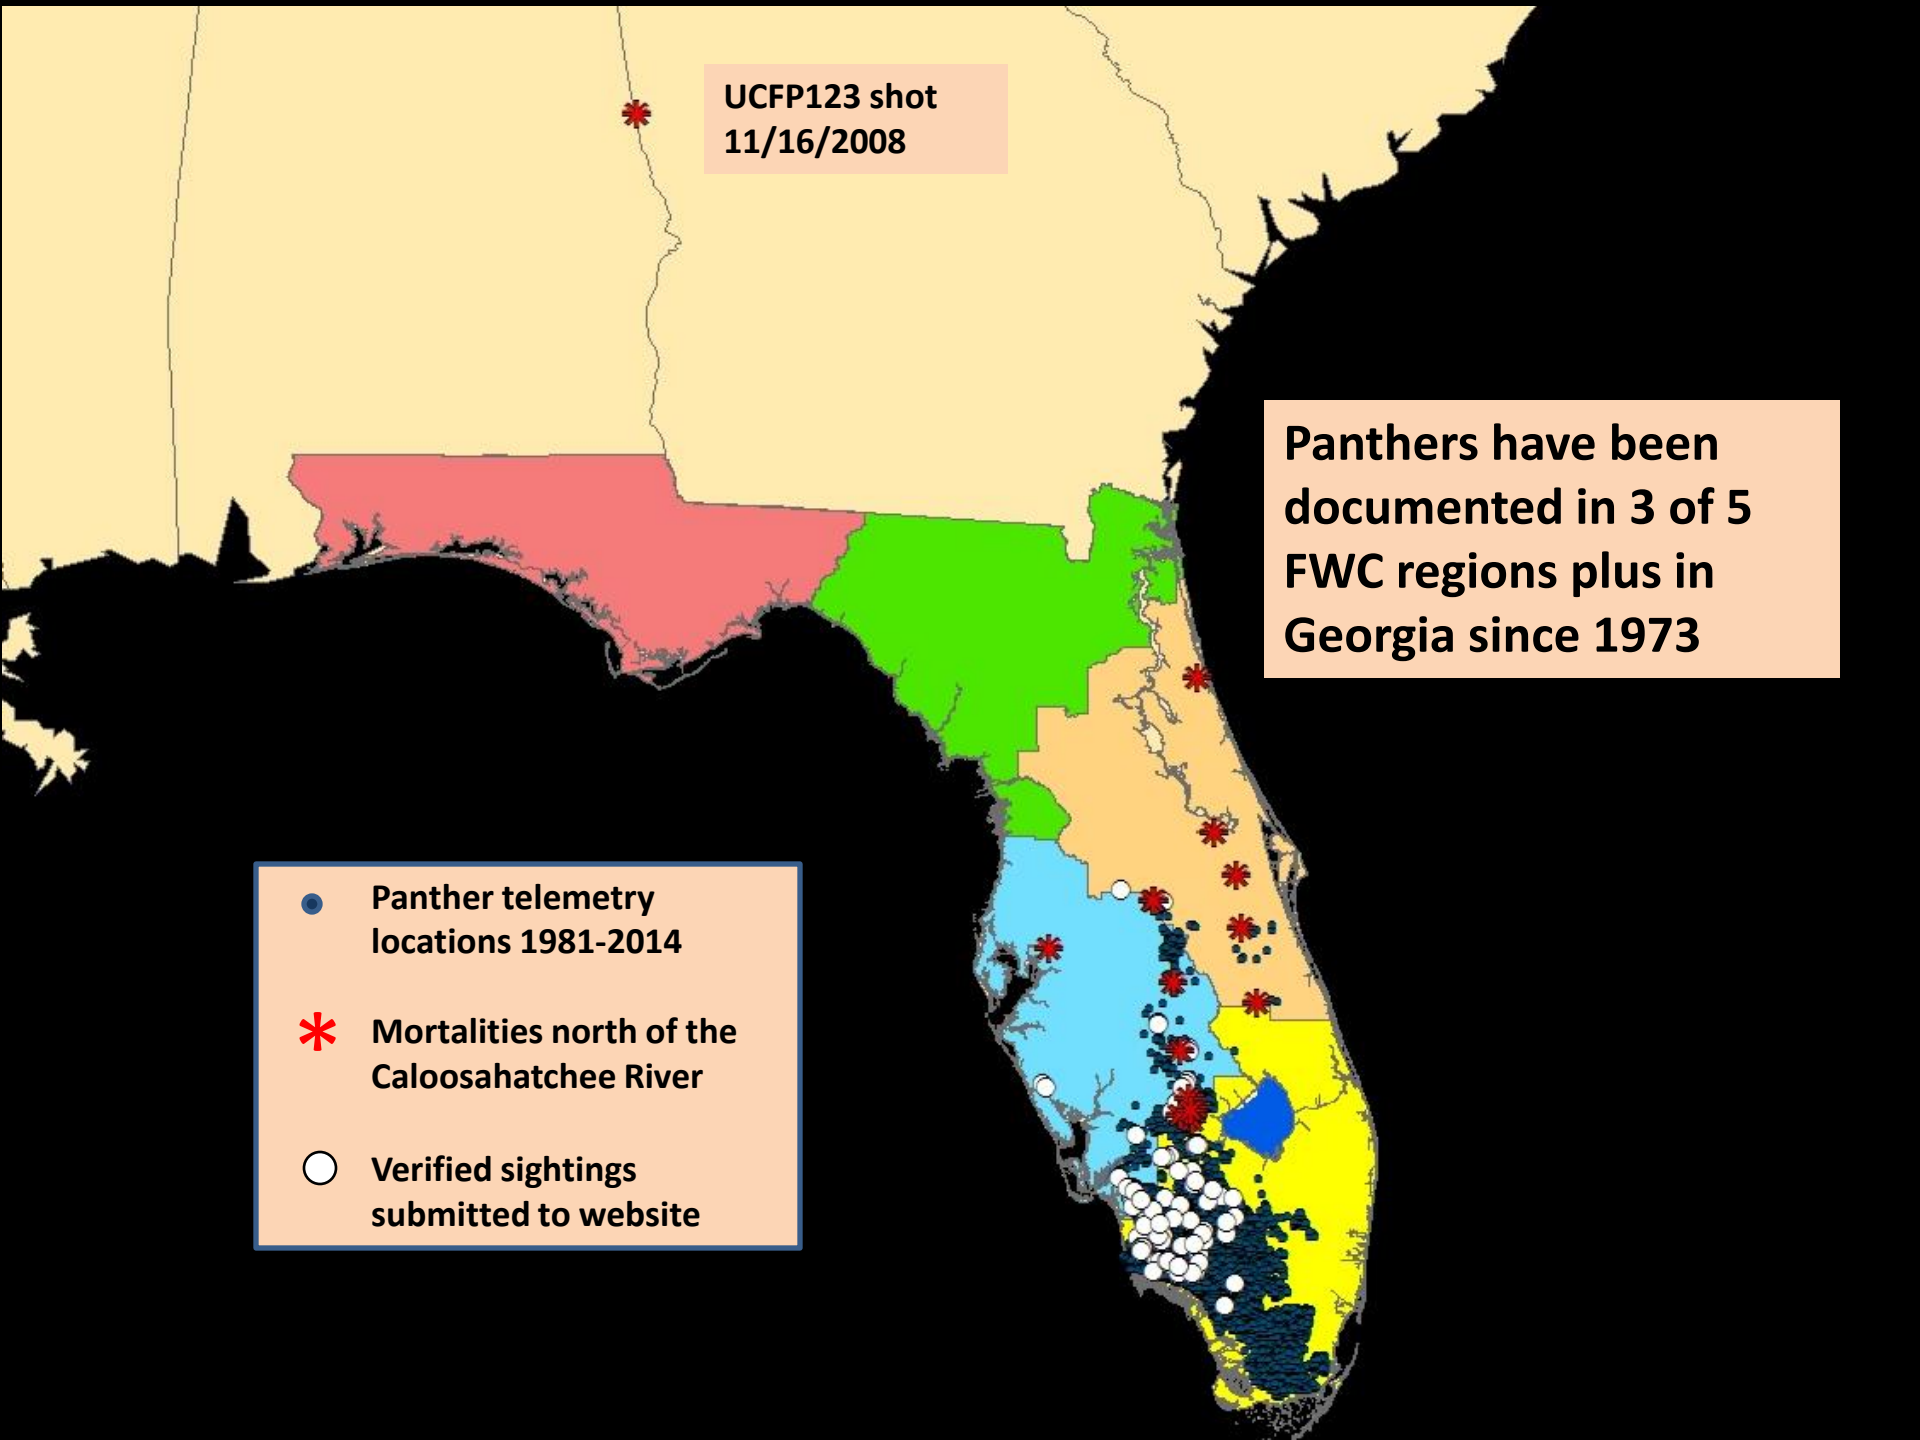 UCFP123 shot
11/16/2008
Panthers have been
documented in 3 of 5
FWC regions plus in
Georgia since 1973
Panther telemetry
locations 1981-2014
Mortalities north of the
Caloosahatchee River
Verified sightings
submitted to website